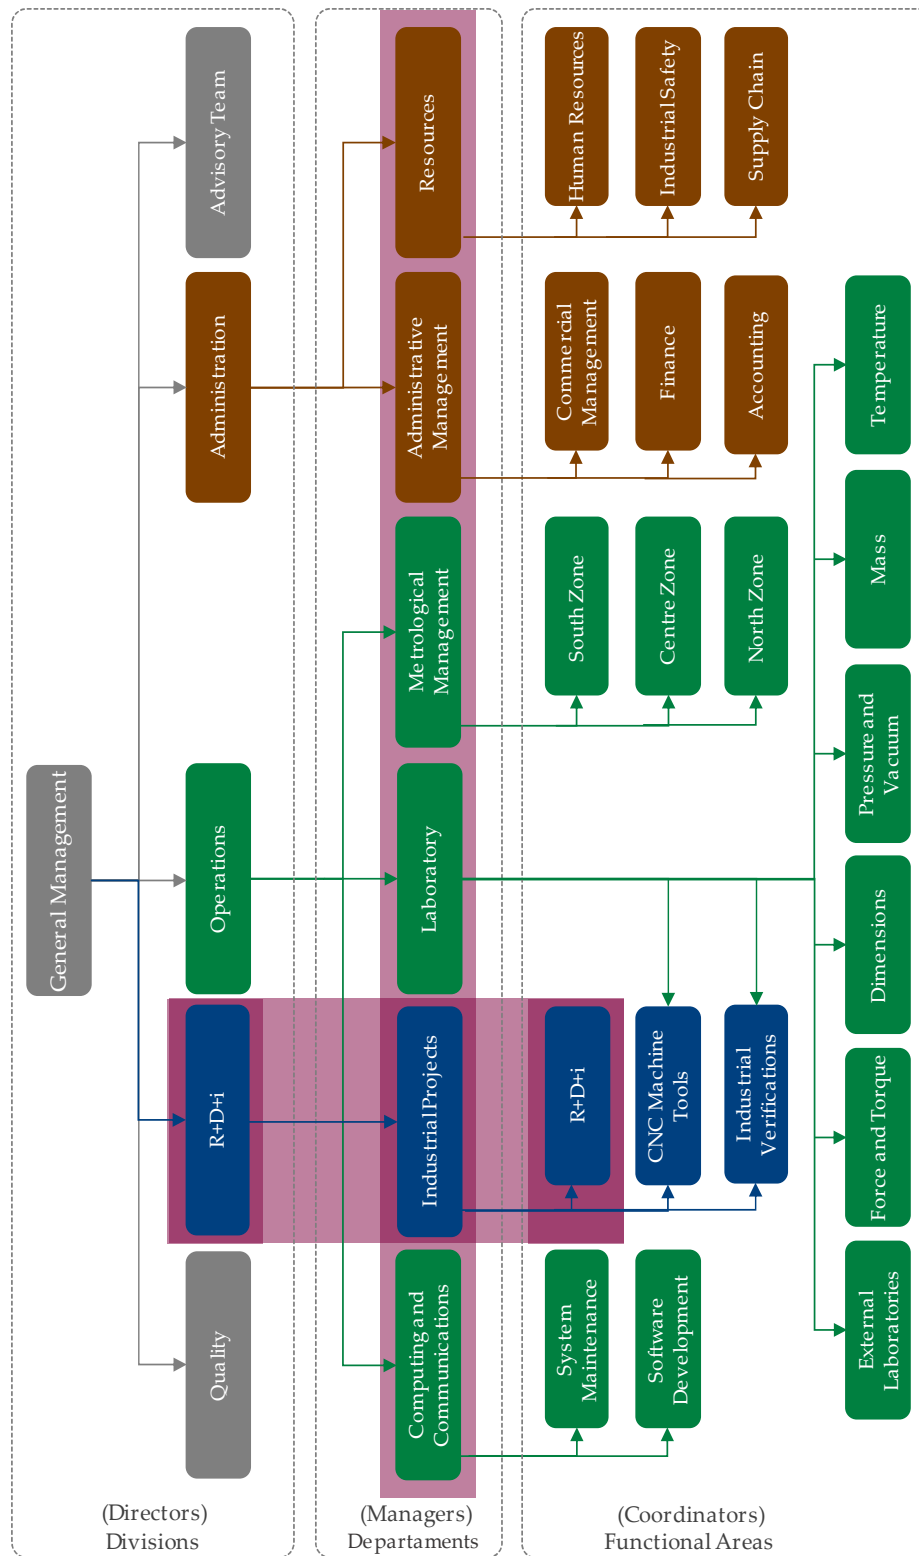 General Management
Advisory Team
Administration
Operations
R+D+i
Quality
(Directors)
Divisions
Resources
Administrative
Management
Metrological
Management
Laboratory
Industrial Projects
Computing and
Communications
(Managers)
Departaments
Human Resources
Industrial Safety
Supply Chain
Commercial
Management
Finance
Accounting
South Zone
Centre Zone
North Zone
R+D+i
CNC Machine
Tools
Industrial
Verifications
System
Maintenance
Software
Development
Temperature
Mass
Pressure and
Vacuum
Dimensions
Force and Torque
External
Laboratories
(Coordinators)
Functional Areas